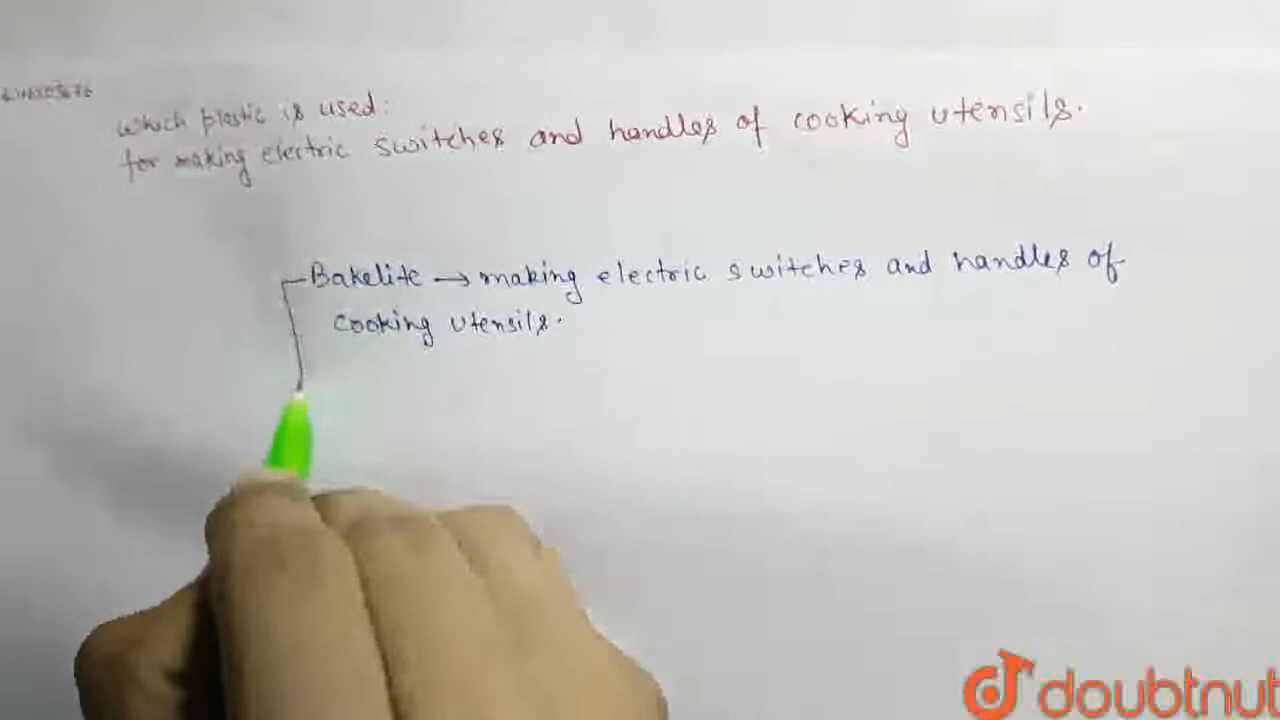 which plastic is used:
for making electric switches and handles of cooking utensils.
Bakelite → making electric switches and handles of
cooking utensils.
doubtnut